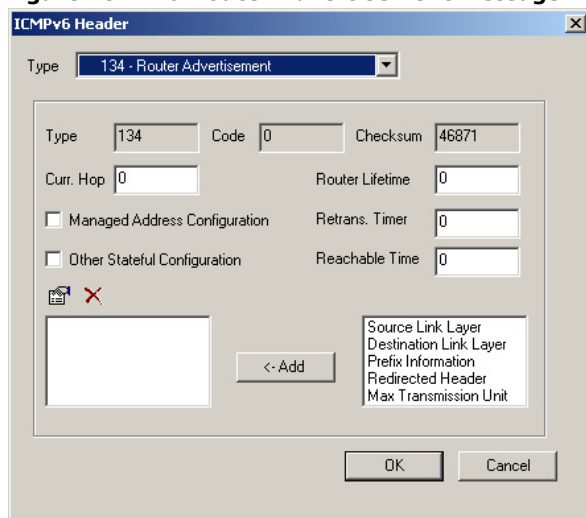 ICMPv6 Header
Type 134 - Router Advertisement
Type 134 Code 0 Checksum 46871
Curr. Hop 0 Router Lifetime 0
Managed Address Configuration Retrans. Timer 0
Other Stateful Configuration Reachable Time 0
Source Link Layer
Destination Link Layer
Prefix Information
Redirected Header
Max Transmission Unit
<- Add
OK Cancel